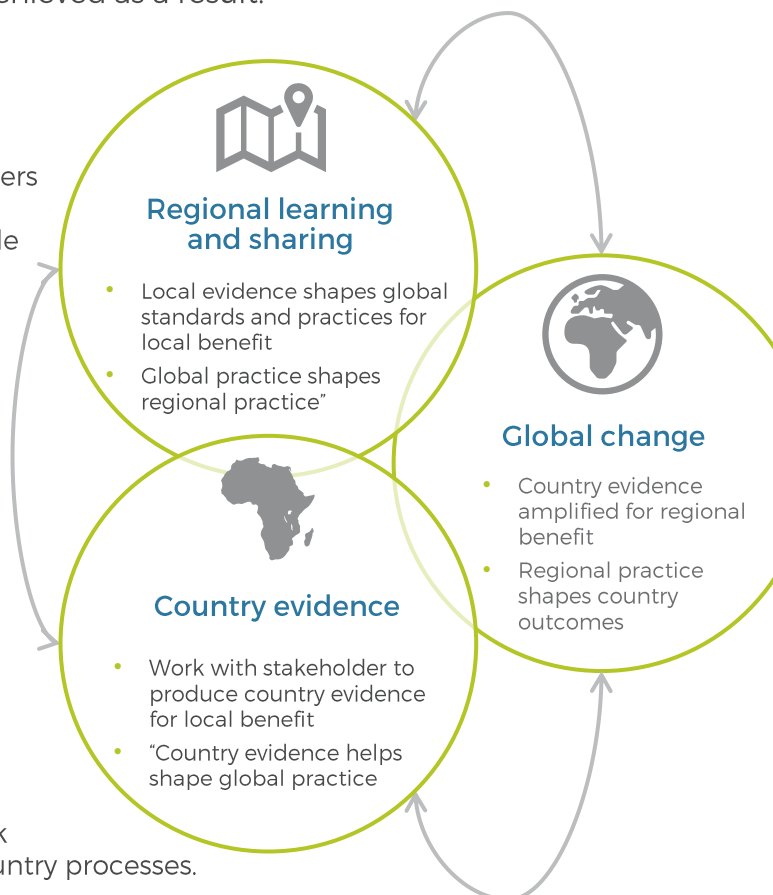 as a result.
ers
Regional learning
and sharing
• Local evidence shapes global
standards and practices for
local benefit
• Global practice shapes
regional practice”
Global change
• Country evidence
amplified for regional
benefit
• Regional practice
shapes country
outcomes
Country evidence
• Work with stakeholder to
produce country evidence
for local benefit
• “Country evidence helps
shape global practice
processes.